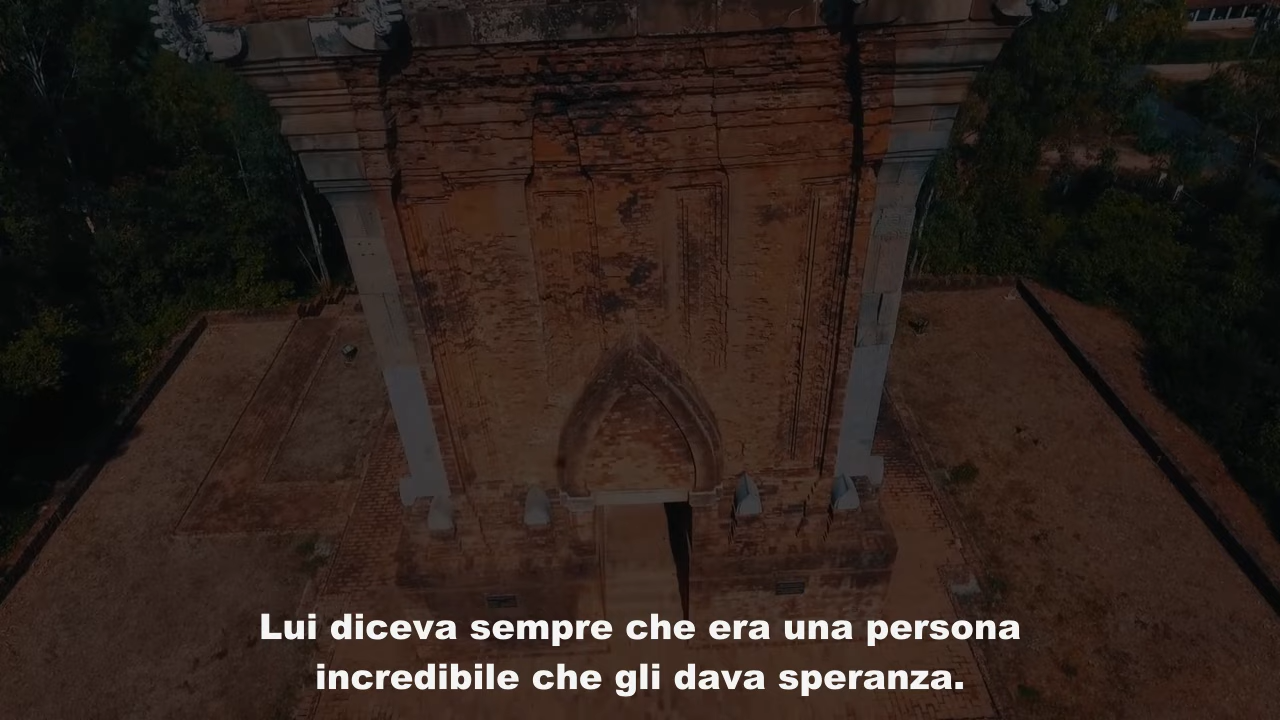 Lui diceva sempre che era una persona
incredibile che gli dava speranza.